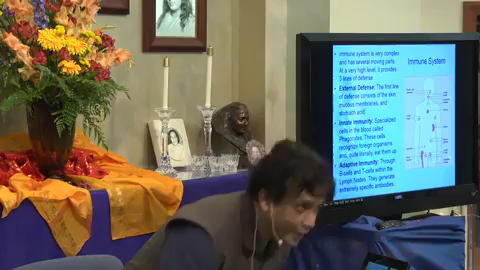 Immune System
• Immune system is very complex
and has several moving parts.
At a very high level, it provides
3 lines of defense
• External Defense: The first line
of defense consists of the skin,
mucous membranes, and
stomach acid
• Innate Immunity: Specialized
cells in the blood called
Phagocytes. These cells
recognize foreign organisms
and, quite literally, eat them up
• Adaptive Immunity: Through
B-cells and T-cells within the
Lymph Nodes. They generate
extremely specific antibodies.